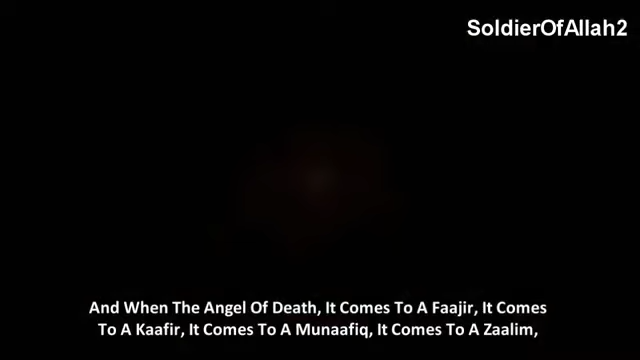 SoldierOfAllah2
And When The Angel Of Death, It Comes To A Faajir, It Comes
To A Kaafir, It Comes To A Munaafiq, It Comes To A Zaalim,